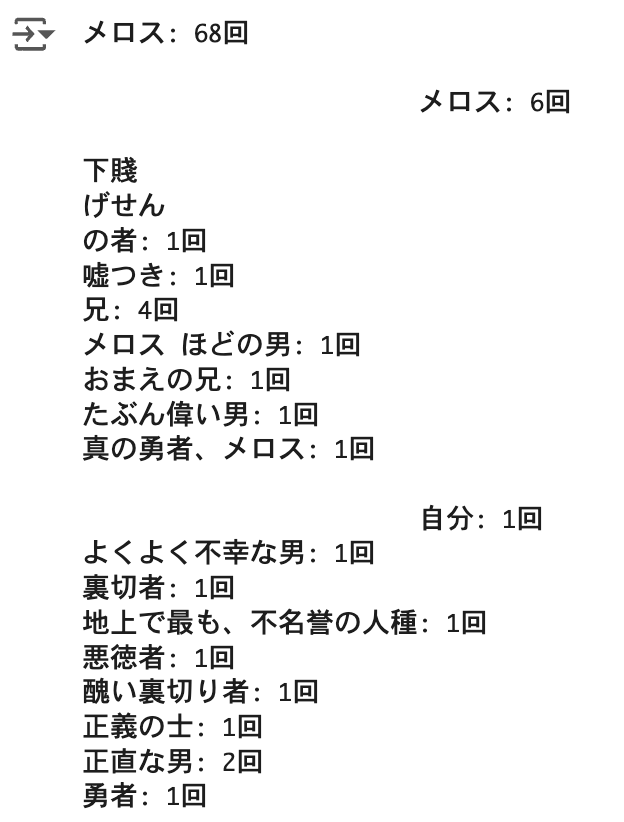 メロス: 68回
メロス: 6回
下賤
げせん
の者: 1回
嘘つき: 1回
兄: 4回
メロス ほどの男: 1回
おまえの兄: 1回
たぶん偉い男: 1回
真の勇者、メロス: 1回
自分: 1回
よくよく不幸な男: 1回
裏切者: 1回
地上で最も、不名誉の人種: 1回
悪徳者: 1回
醜い裏切り者: 1回
正義の士: 1回
正直な男: 2回
勇者: 1回